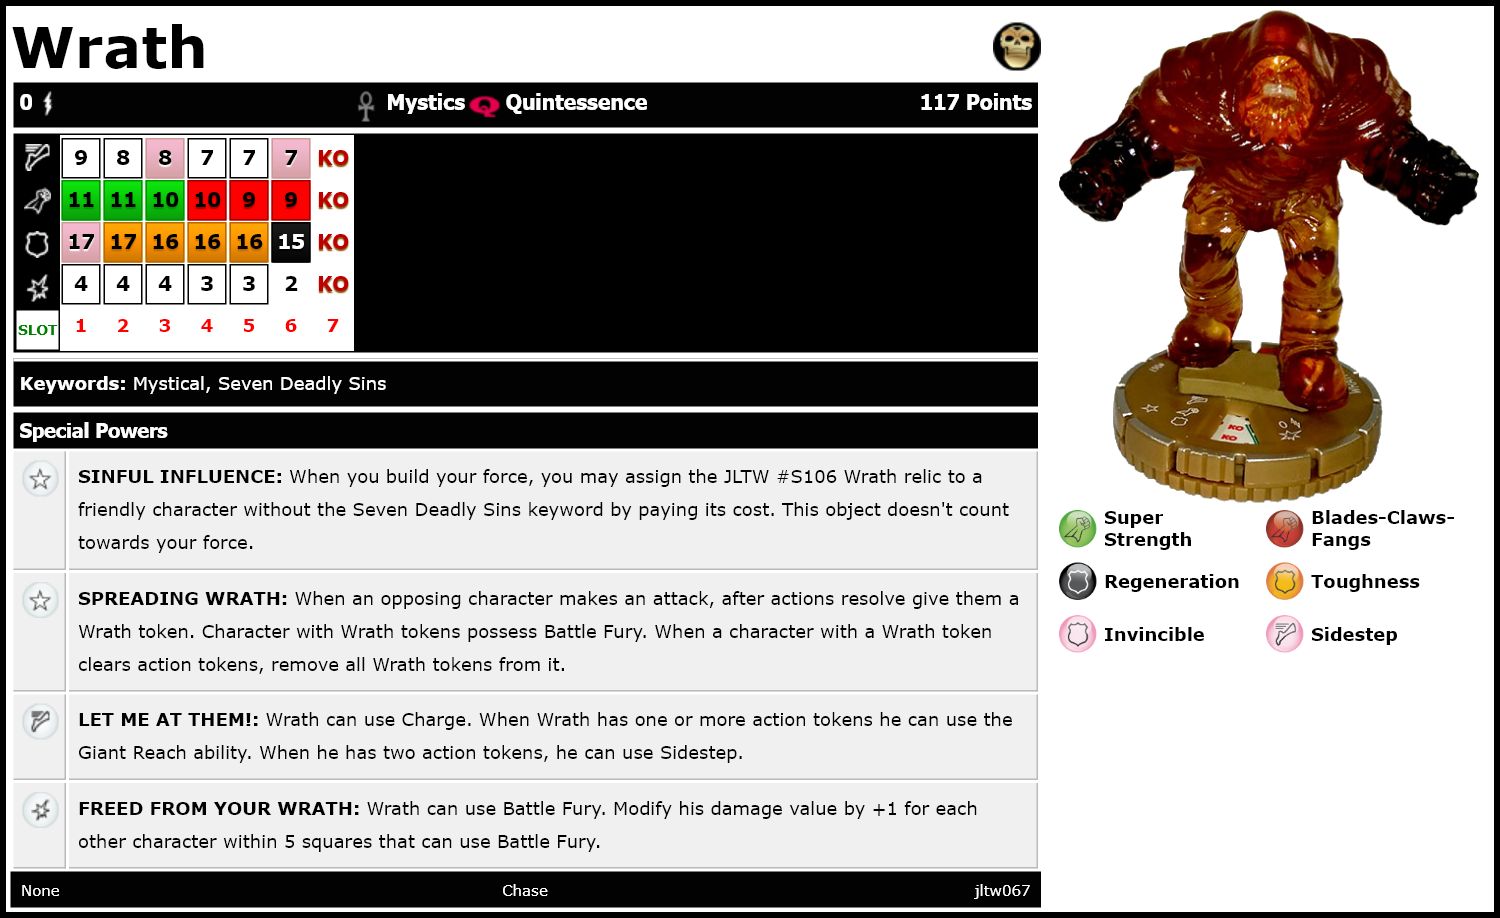 Wrath
0 Mystics Q Quintessence 117 Points
9 8 8 7 7 7 KO
11 11 10 10 9 9 KO
17 17 16 16 16 15 KO
4 4 4 3 3 2 KO
SLOT 1 2 3 4 5 6 7
Keywords: Mystical, Seven Deadly Sins
Special Powers
SINFUL INFLUENCE: When you build your force, you may assign the JLTW #S106 Wrath relic to a
friendly character without the Seven Deadly Sins keyword by paying its cost. This object doesn't count
towards your force.
SPREADING WRATH: When an opposing character makes an attack, after actions resolve give them a
Wrath token. Character with Wrath tokens possess Battle Fury. When a character with a Wrath token
clears action tokens, remove all Wrath tokens from it.
LET ME AT THEM!: Wrath can use Charge. When Wrath has one or more action tokens he can use the
Giant Reach ability. When he has two action tokens, he can use Sidestep.
FREED FROM YOUR WRATH: Wrath can use Battle Fury. Modify his damage value by +1 for each
other character within 5 squares that can use Battle Fury.
None Chase jltw067
KO
KO
Super
Strength
Blades-Claws-
Fangs
Regeneration
Toughness
Invincible
Sidestep